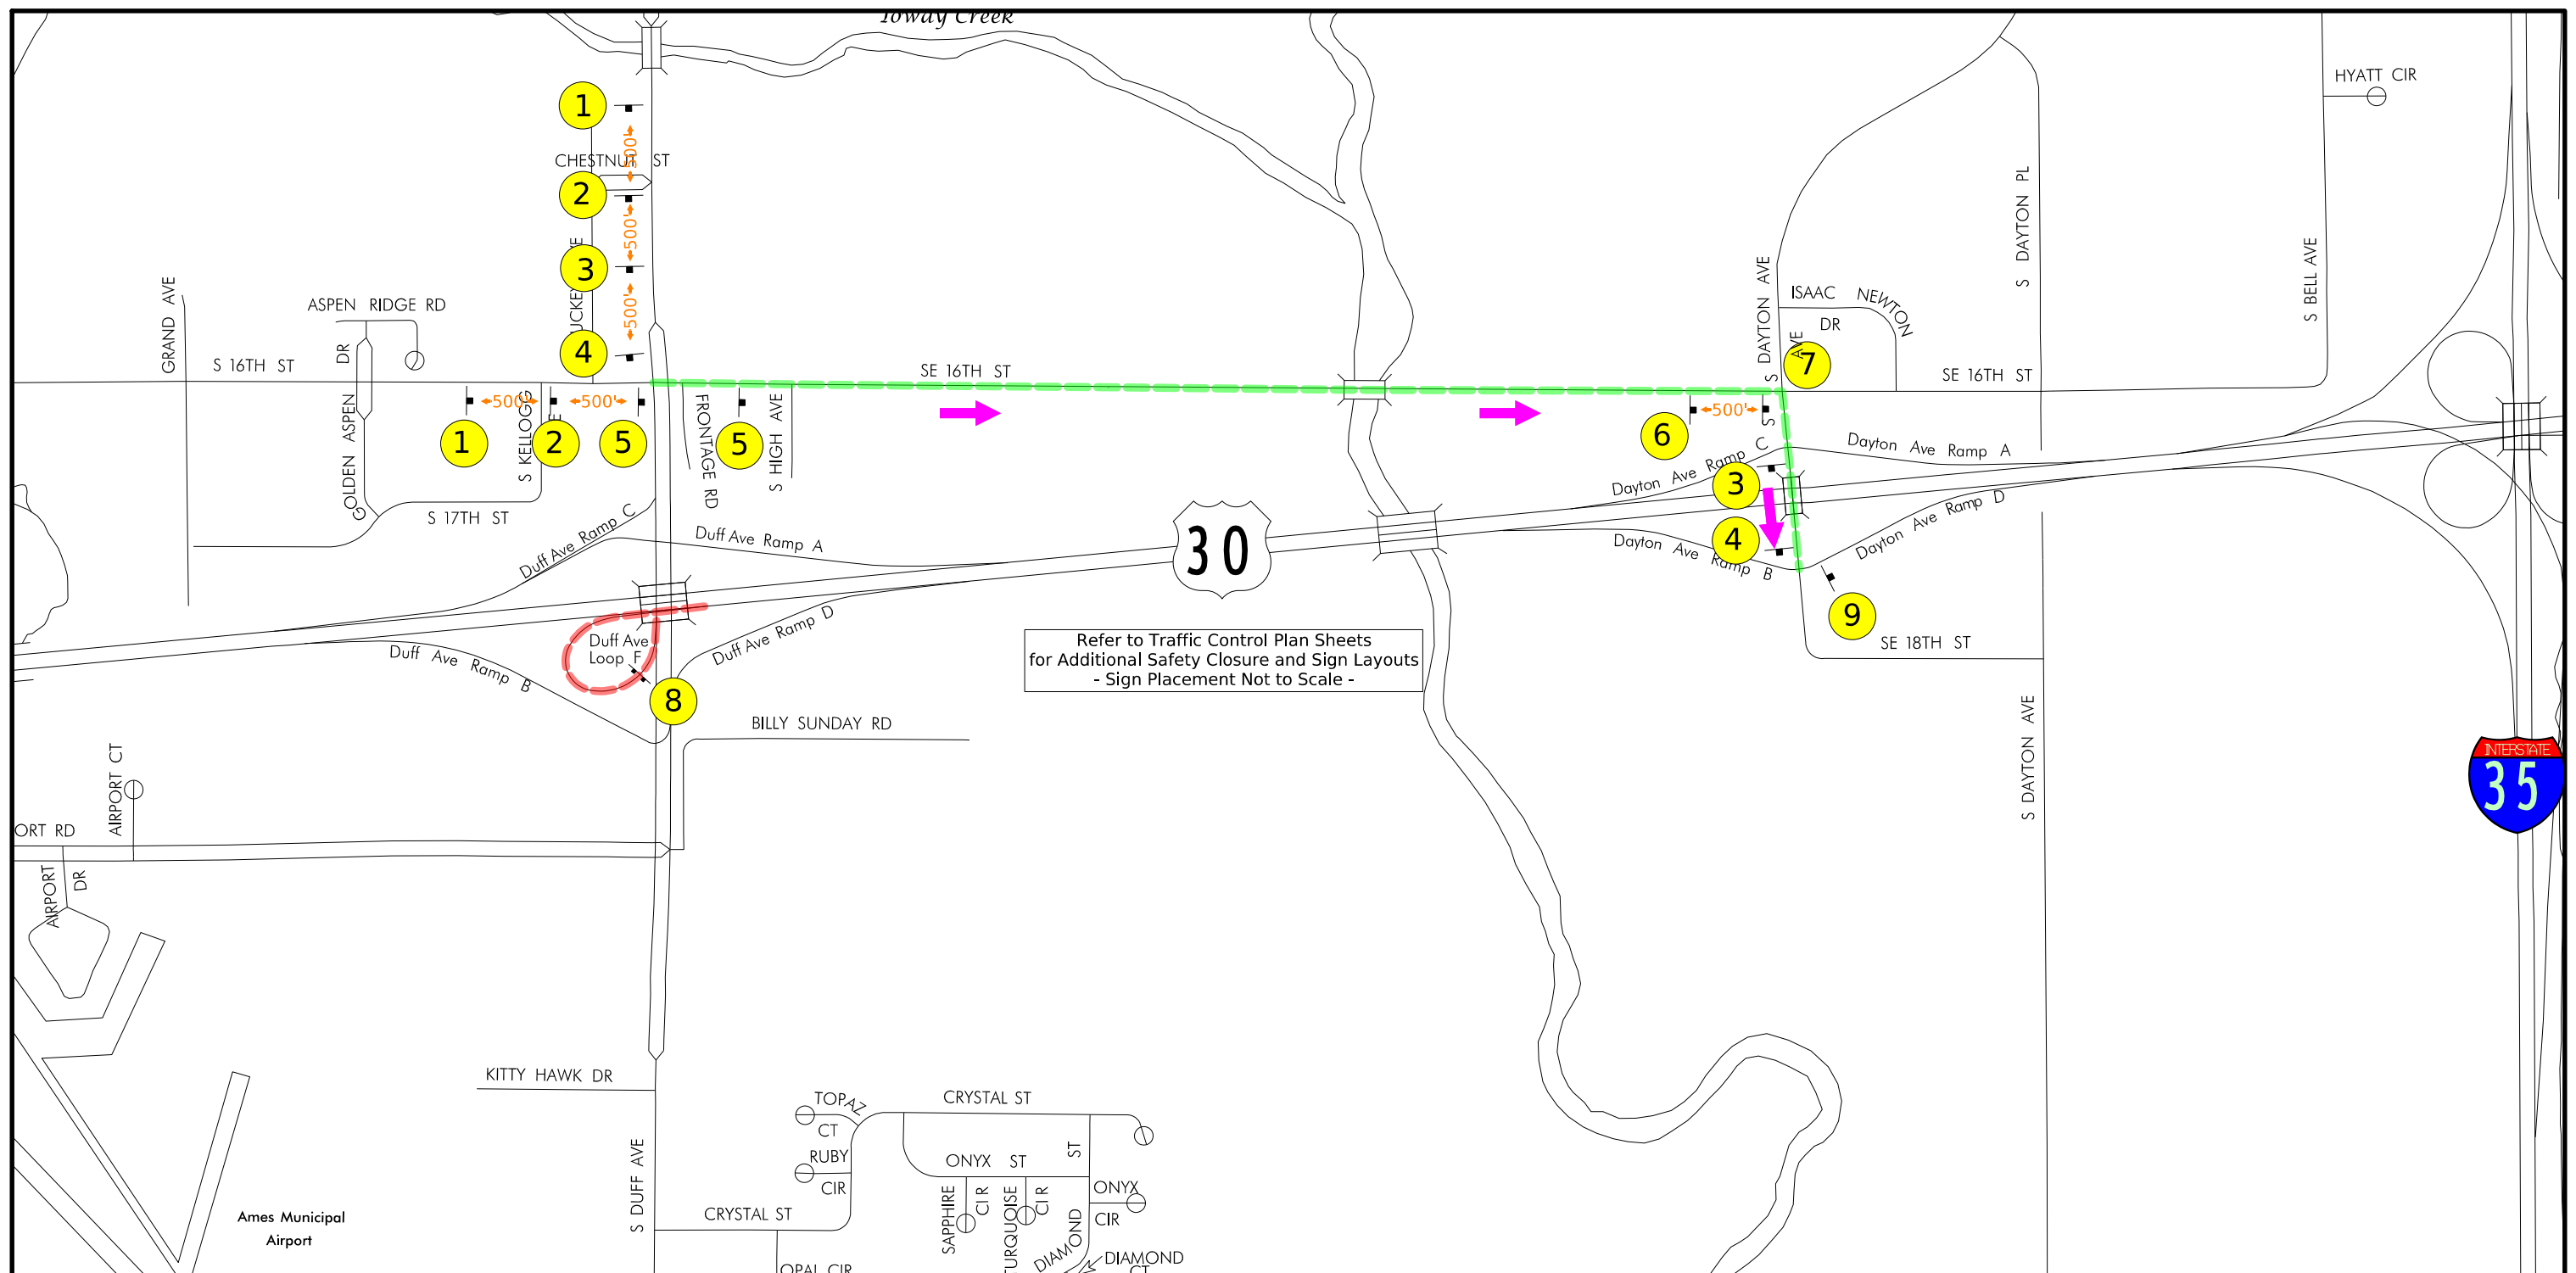 Ioway Creek
HYATT CIR
1
500'
CHESTNUT ST
2
500'
3
500'
4
GRAND AVE
ASPEN RIDGE RD
DR
S 16TH ST
SE 16TH ST
S DAYTON AVE
ISAAC NEWTON
DR
AVE
7
S DAYTON PL
S BELL AVE
SE 16TH ST
GOLDEN ASPEN
S KELLOGG
500'
500'
1
2
5
5
FRONTAGE RD
S HIGH AVE
500'
S
6
S 17TH ST
Duff Ave Ramp C
Duff Ave Ramp A
30
Dayton Ave Ramp C
Dayton Ave Ramp A
3
4
Dayton Ave Ramp B
Dayton Ave Ramp D
9
Duff Ave
Loop F
Duff Ave Ramp B
Duff Ave Ramp D
8
Refer to Traffic Control Plan Sheets
for Additional Safety Closure and Sign Layouts
- Sign Placement Not to Scale -
SE 18TH ST
BILLY SUNDAY RD
S DAYTON AVE
INTERSTATE
35
AIRPORT CT
ORT RD
AIRPORT
DR
KITTY HAWK DR
S DUFF AVE
TOPAZ
CT
CRYSTAL ST
RUBY
CIR
ONYX ST
ST
SAPPHIRE
CIR
TURQUOISE
CIR
ONYX
CIR
DIAMOND
DIAMOND
CT
CRYSTAL ST
OPAL CIR
Ames Municipal
Airport